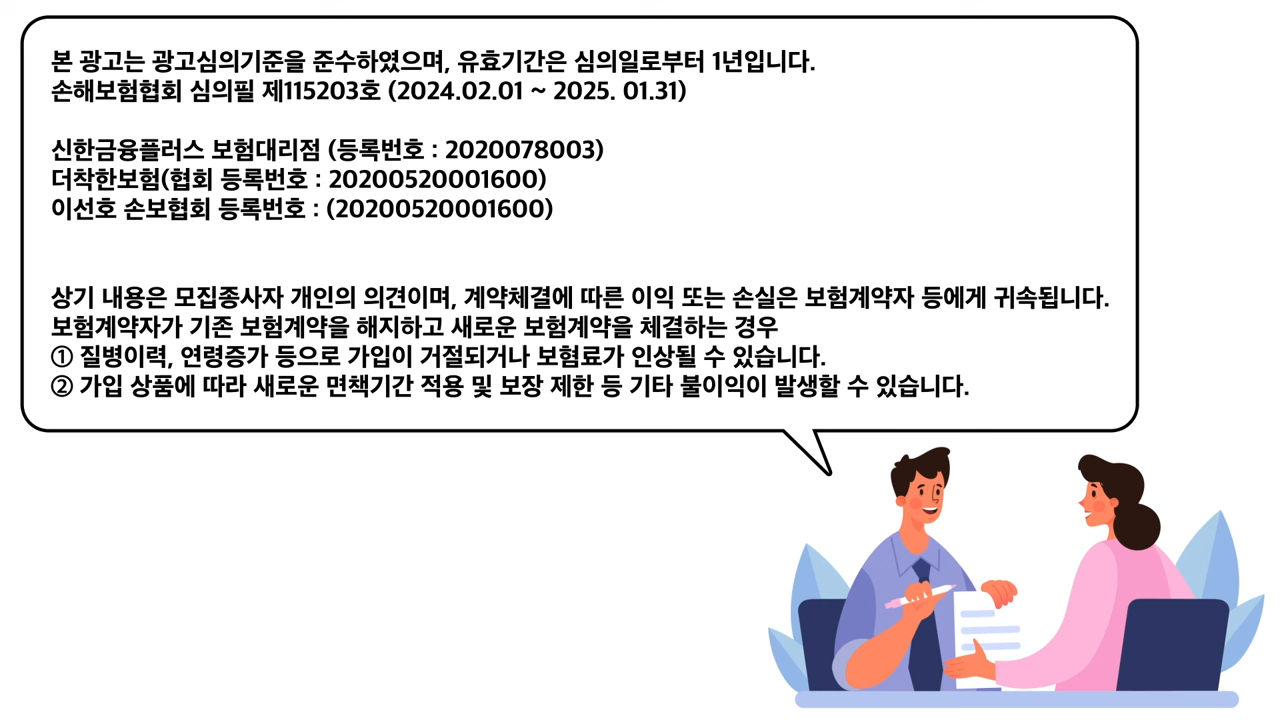 본 광고는 광고심의기준을 준수하였으며, 유효기간은 심의일로부터 1년입니다.
손해보험협회 심의필 제115203호 (2024.02.01 ~ 2025. 01.31)
신한금융플러스 보험대리점 (등록번호 : 2020078003)
더착한보험(협회 등록번호 : 20200520001600)
이선호 손보협회 등록번호 : (20200520001600)
상기 내용은 모집종사자 개인의 의견이며, 계약체결에 따른 이익 또는 손실은 보험계약자 등에게 귀속됩니다.
보험계약자가 기존 보험계약을 해지하고 새로운 보험계약을 체결하는 경우
① 질병이력, 연령증가 등으로 가입이 거절되거나 보험료가 인상될 수 있습니다.
② 가입 상품에 따라 새로운 면책기간 적용 및 보장 제한 등 기타 불이익이 발생할 수 있습니다.